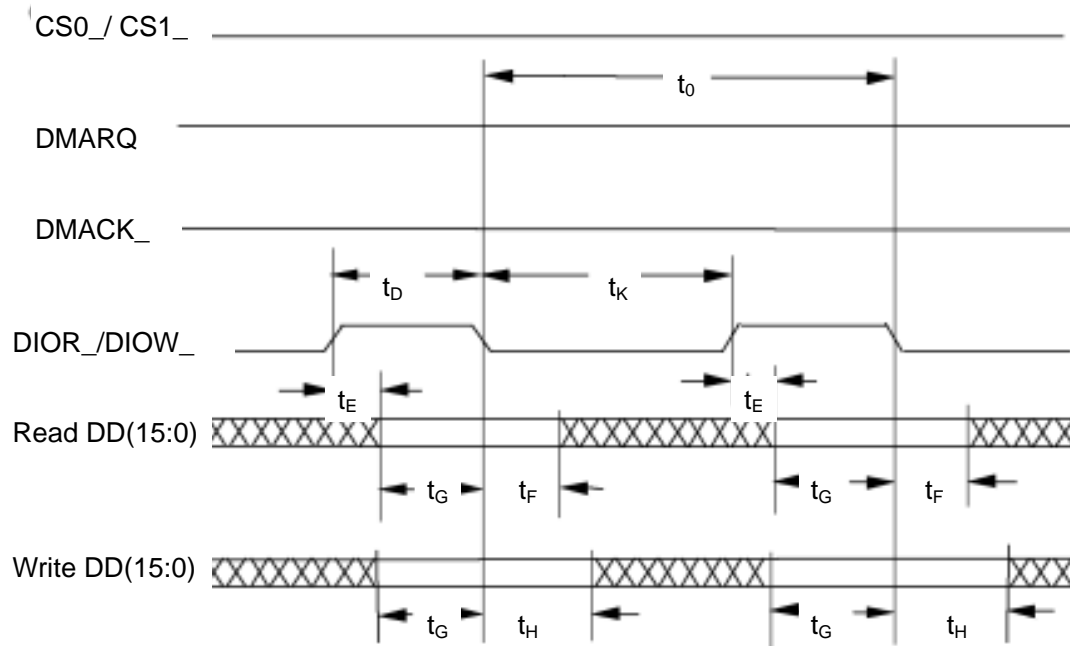 CS0_/ CS1_
t0
DMARQ
DMACK_
tD
tK
DIOR_/DIOW_
tE
tE
Read DD(15:0)
tG
tF
tG
tF
Write DD(15:0)
tG
tH
tG
tH